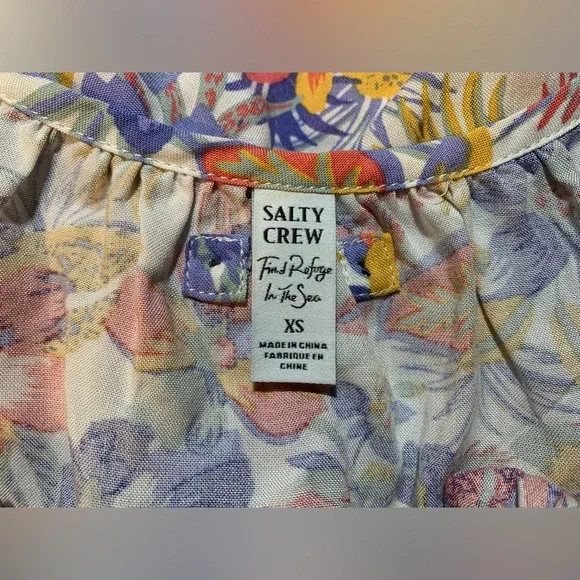 SALTY
CREW
Find Refuge
In The Sea
XS
MADE IN CHINA
FABRIQUE EN
CHINE